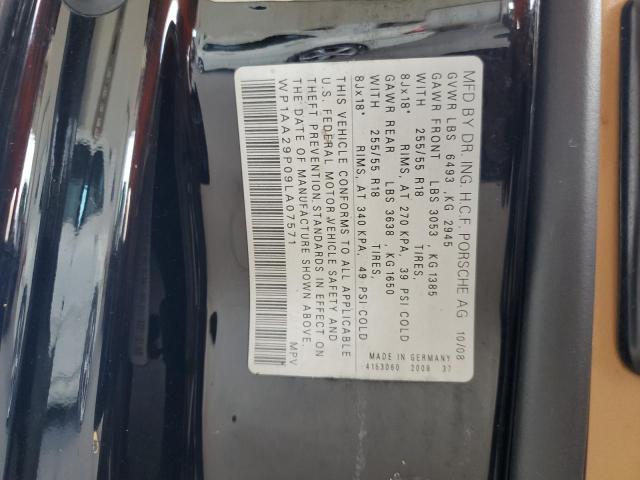 MFD BY DR. ING. H.C.F. PORSCHE AG 10/08
GVWR LBS 6493 , KG 2945
GAWR FRONT LBS 3053 , KG1385
WITH 255/55 R18 TIRES,
8Jx18" RIMS, AT 270 KPA, 39 PSI COLD
GAWR REAR LBS 3638 , KG1650
WITH 255/55 R18 TIRES,
8Jx18" RIMS, AT 340 KPA, 49 PSI COLD
THIS VEHICLE CONFORMS TO ALL APPLICABLE
U.S. FEDERAL MOTOR VEHICLE SAFETY AND
THEFT PREVENTION STANDARDS IN EFFECT ON
THE DATE OF MANUFACTURE SHOWN ABOVE.
WP1AA29P09LA07571 MPV
MADE IN GERMANY
4163060 2008 37